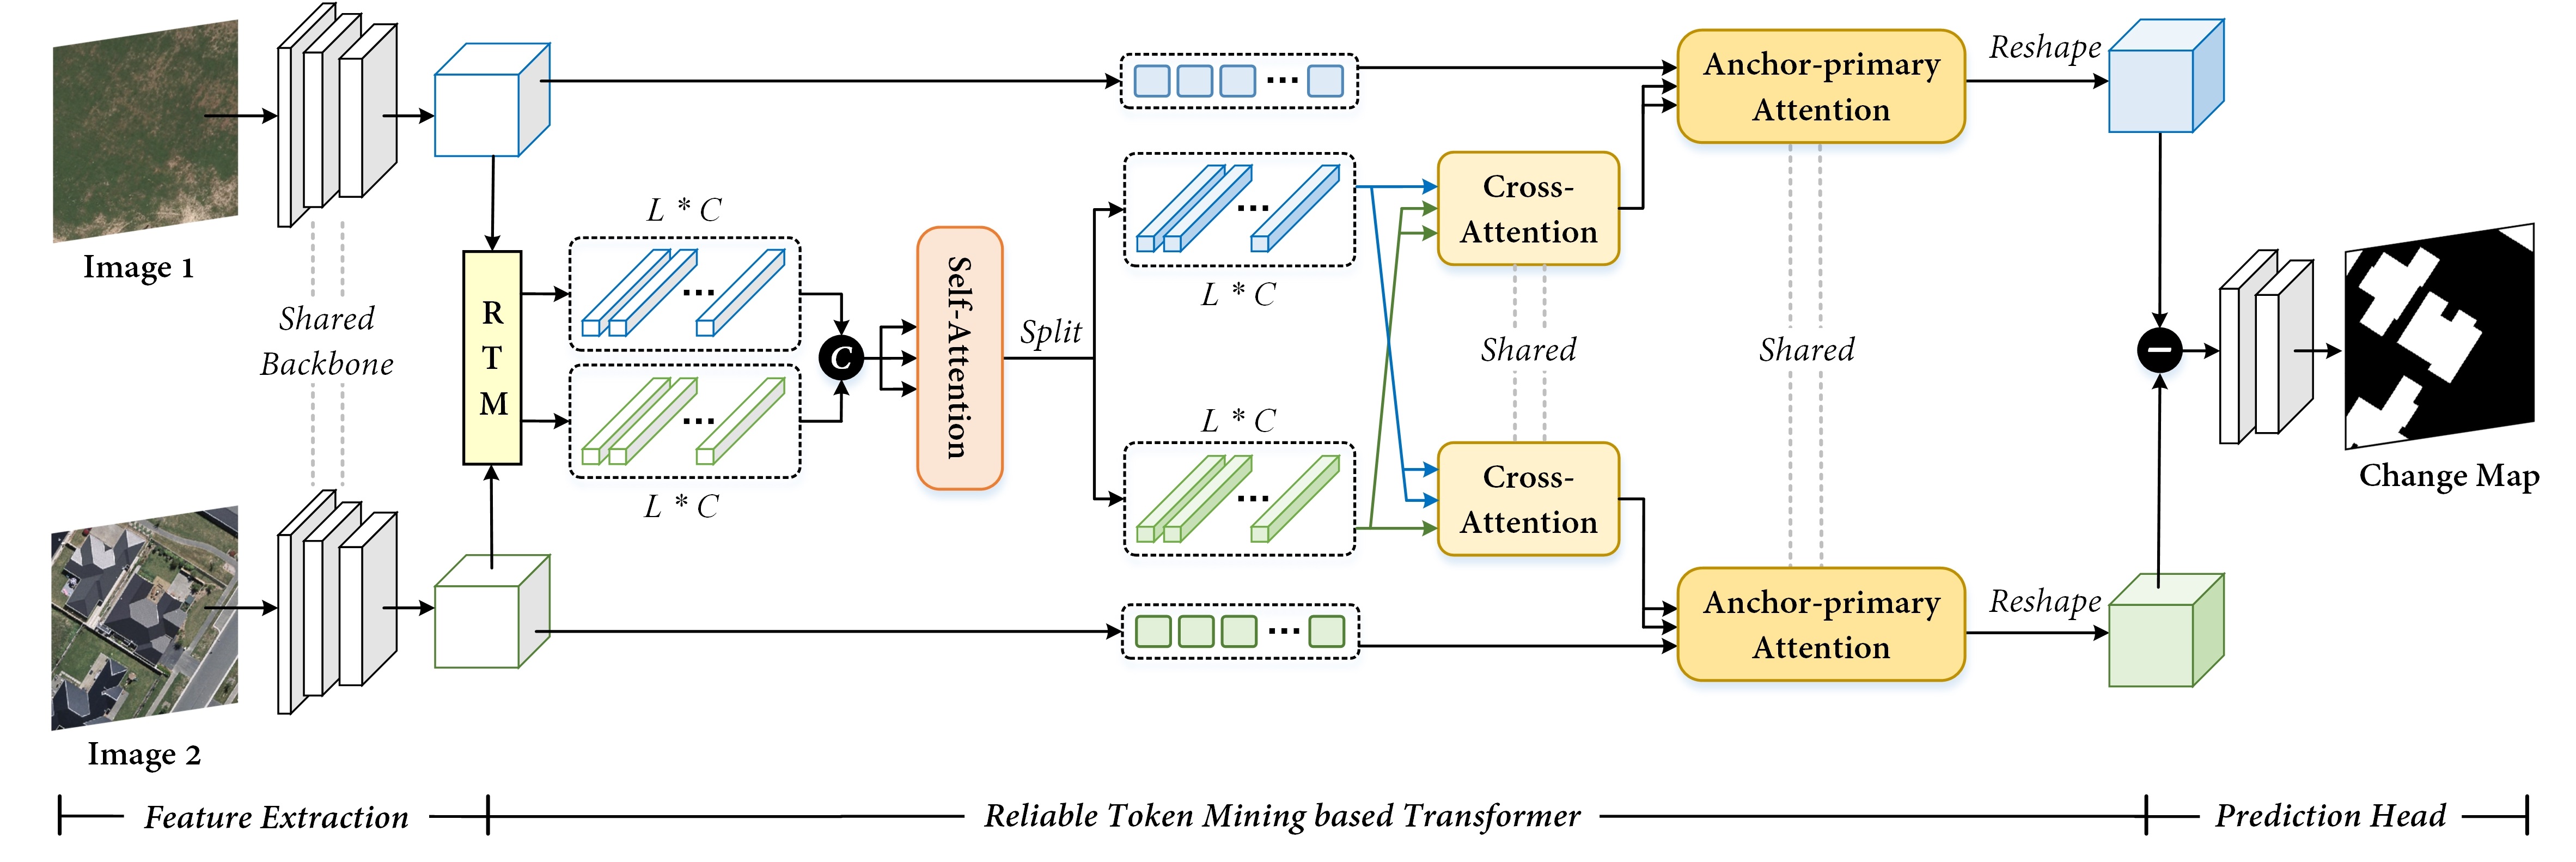 Image 1
Shared
Backbone
Image 2
R
T
M
L * C
L * C
C
Self-Attention
Split
L * C
L * C
Cross-
Attention
Shared
Cross-
Attention
Anchor-primary
Attention
Shared
Anchor-primary
Attention
Reshape
Reshape
Change Map
Feature Extraction
Reliable Token Mining based Transformer
Prediction Head